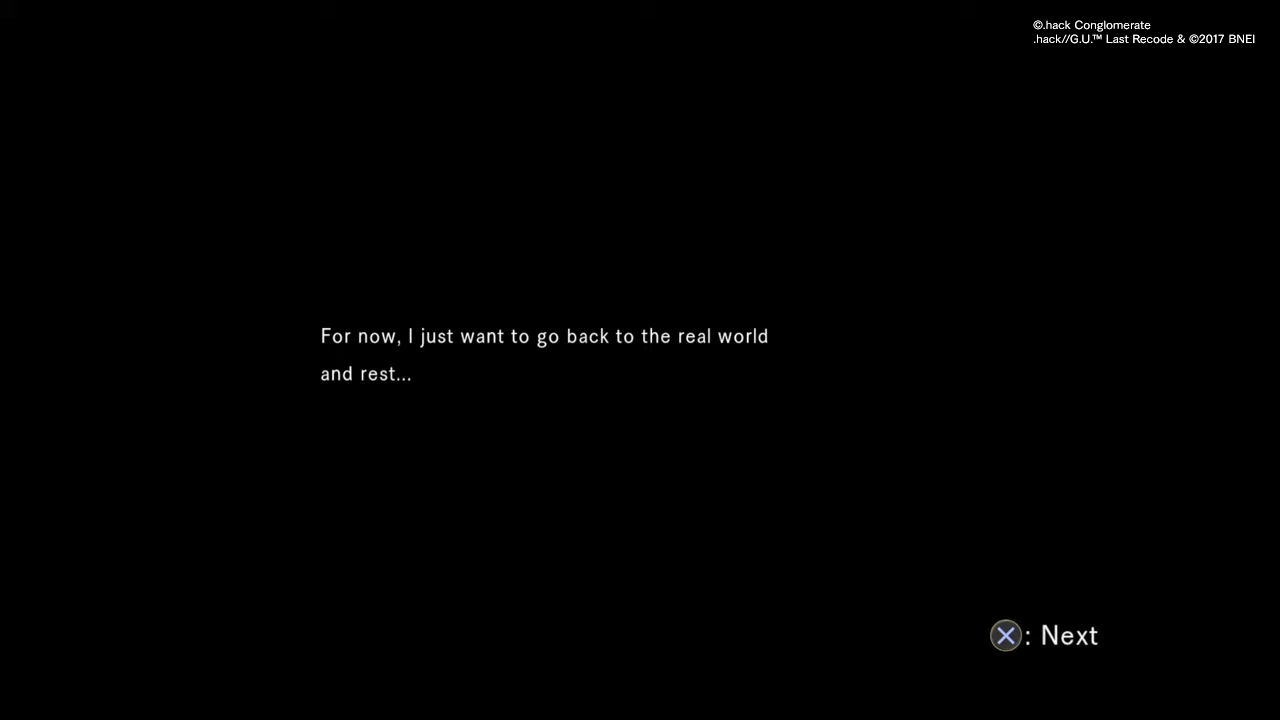 ©.hack Conglomerate
.hack//G.U.™ Last Recode & ©2017 BNEI
For now, I just want to go back to the real world
and rest...
: Next